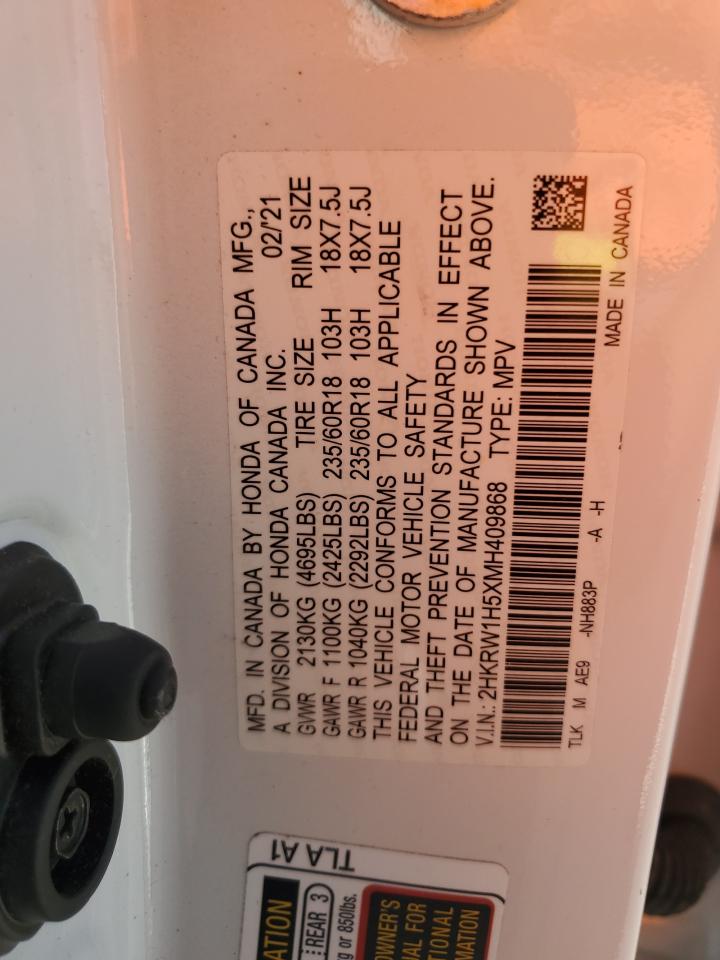 MFD. IN CANADA BY HONDA OF CANADA MFG.,
A DIVISION OF HONDA CANADA INC. 02/'21
GVWR 2130KG (4695LBS) TIRE SIZE RIM SIZE
GAWR F 1100KG (2425LBS) 235/60R18 103H 18X7.5J
GAWR R 1040KG (2292LBS) 235/60R18 103H 18X7.5J
THIS VEHICLE CONFORMS TO ALL APPLICABLE
FEDERAL MOTOR VEHICLE SAFETY
AND THEFT PREVENTION STANDARDS IN EFFECT
ON THE DATE OF MANUFACTURE SHOWN ABOVE.
V.I.N.: 2HKRW1H5XMH409868 TYPE: MPV
TLK M AE9 -NH883P -A -H MADE IN CANADA
TLA A1
REAR 3
or 850lbs.
OWNER'S
FOR